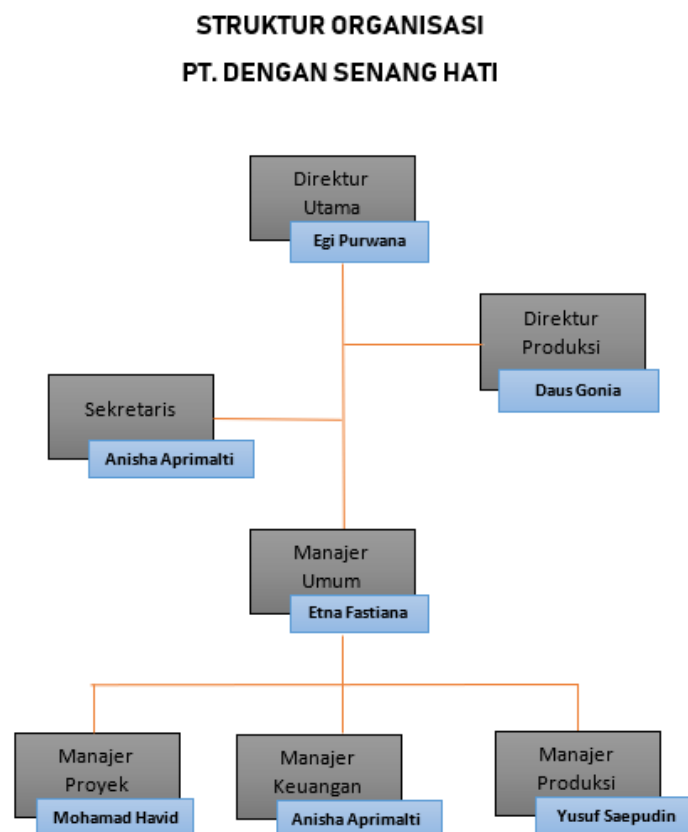 STRUKTUR ORGANISASI
PT. DENGAN SENANG HATI
Direktur
Utama
Egi Purwana
Direktur
Produksi
Daus Gonia
Sekretaris
Anisha Aprimalti
Manajer
Umum
Etna Fastiana
Manajer
Proyek
Mohamad Havid
Manajer
Keuangan
Anisha Aprimalti
Manajer
Produksi
Yusuf Saepudin